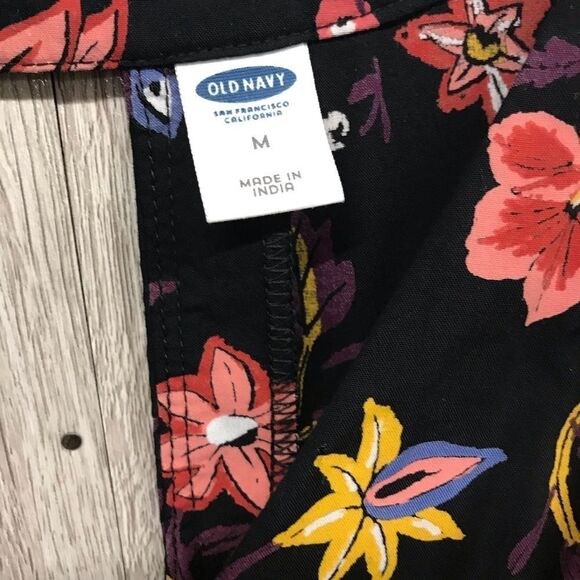 OLD NAVY
SAN FRANCISCO
CALIFORNIA
M
MADE IN
INDIA